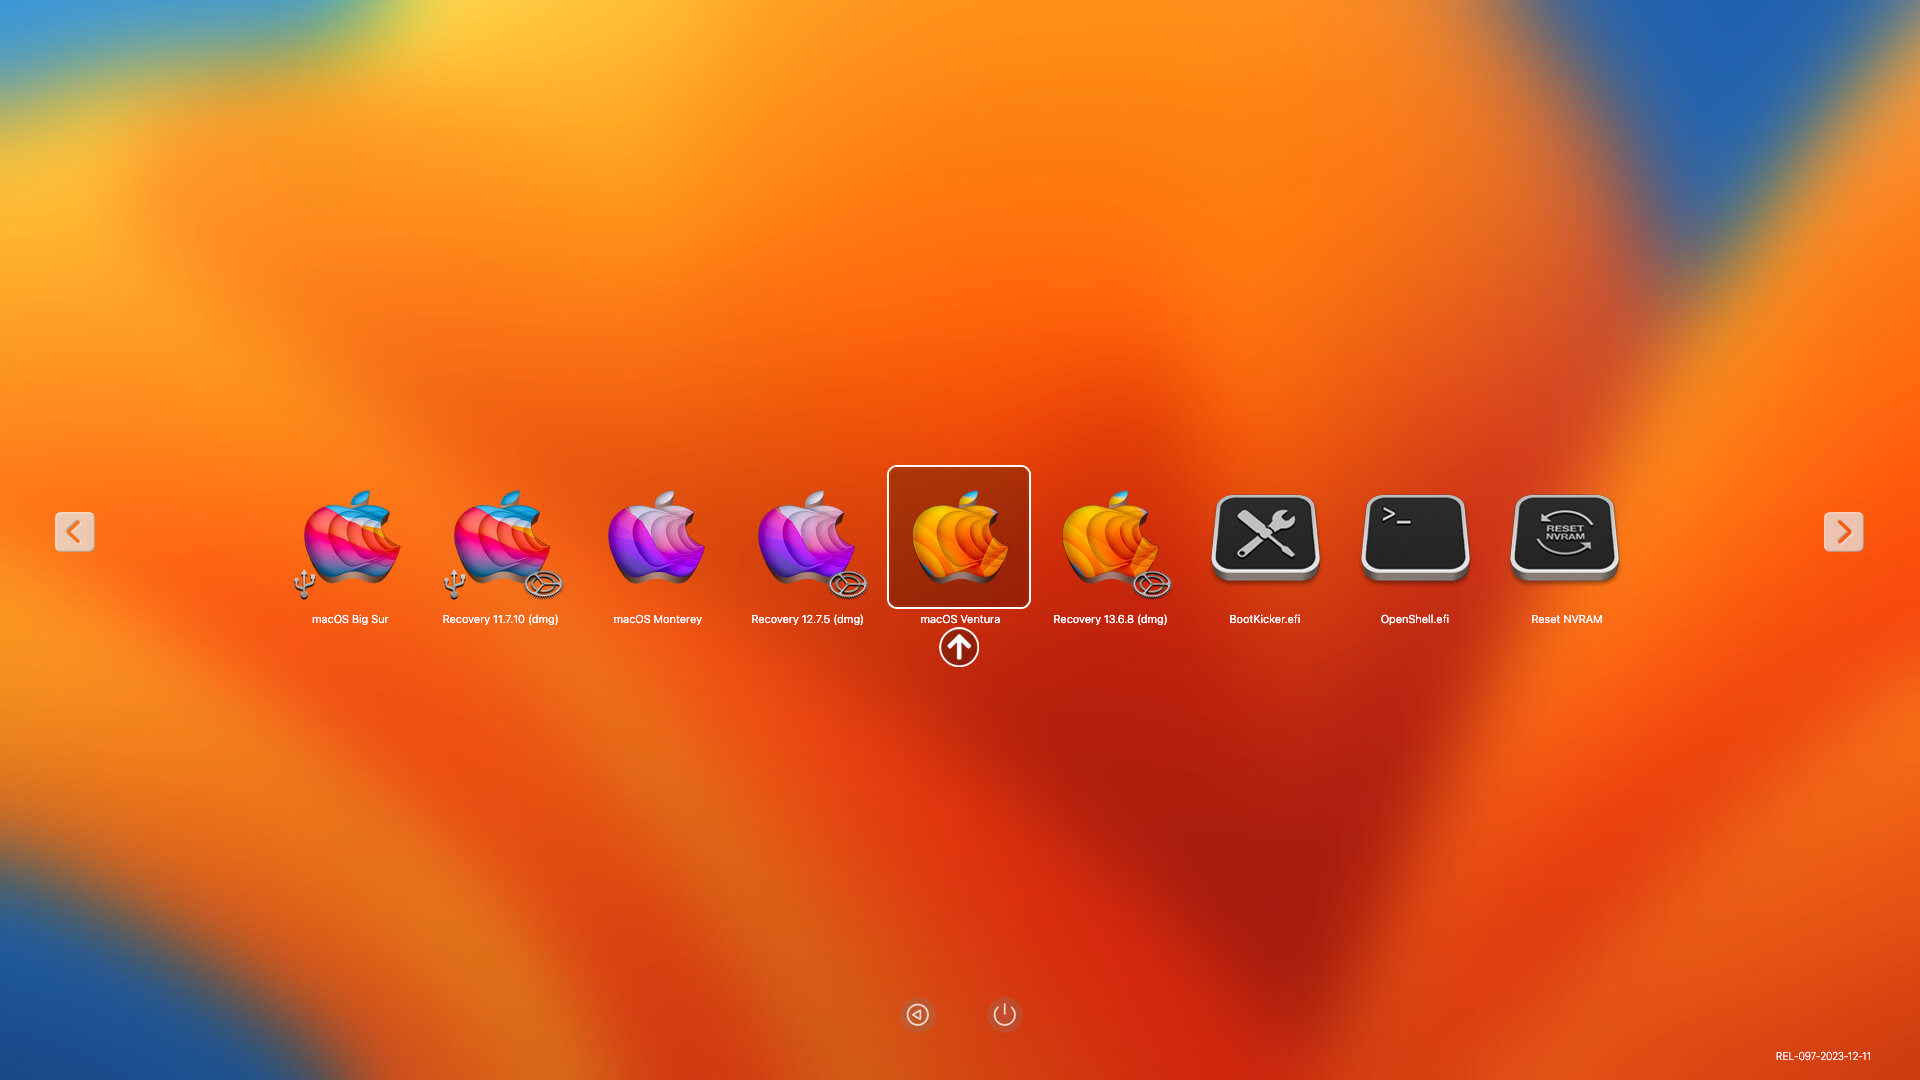 >_
RESET
NVRAM
macOS Big Sur
Recovery 11.7.10 (dmg)
macOS Monterey
Recovery 12.7.5 (dmg)
macOS Ventura
Recovery 13.6.8 (dmg)
BootKicker.efi
OpenShell.efi
Reset NVRAM
REL-097-2023-12-11